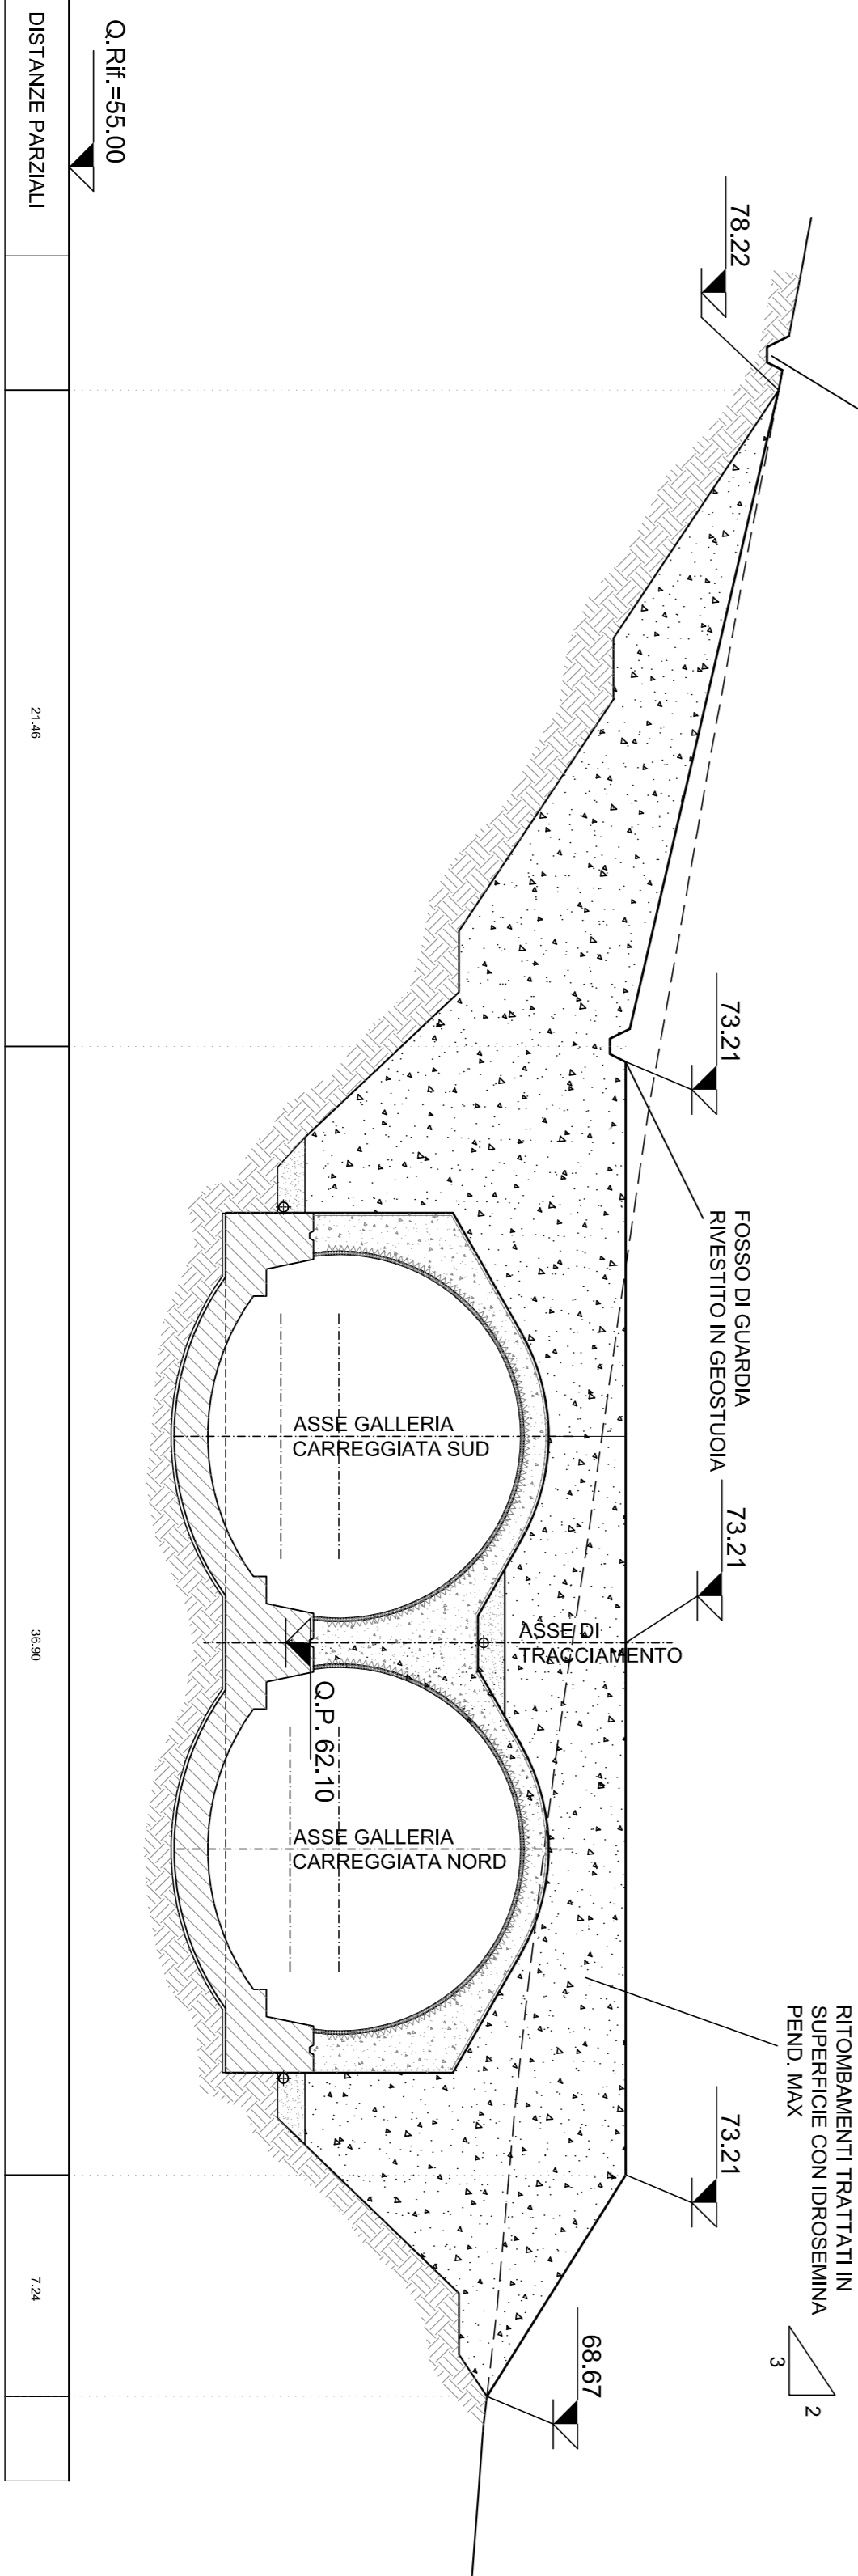 78.22
73.21
FOSSO DI GUARDIA
RIVESTITO IN GEOSTUOIA
73.21
RITOMBAMENTI TRATTATI IN
SUPERFICIE CON IDROSEMINA
PEND. MAX
3
2
73.21
68.67
ASSE GALLERIA
CARREGGIATA SUD
ASSE DI
TRACCIAMENTO
Q.P. 62.10
ASSE GALLERIA
CARREGGIATA NORD
Q.Rif.=55.00
DISTANZE PARZIALI
21.46
36.90
7.24